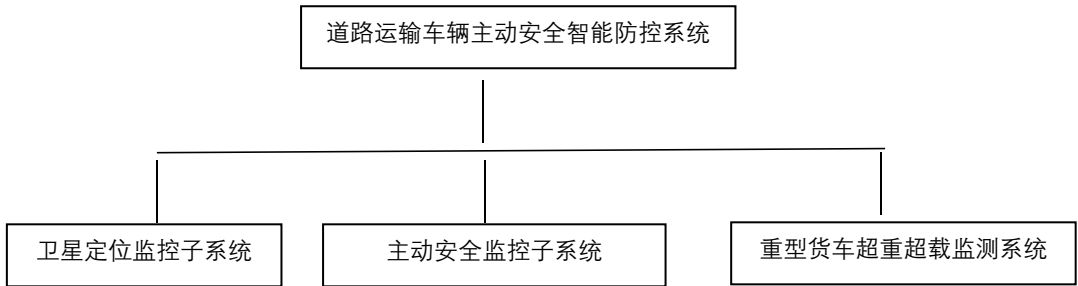 道路运输车辆主动安全智能防控系统
卫星定位监控子系统
主动安全监控子系统
重型货车超重超载监测系统